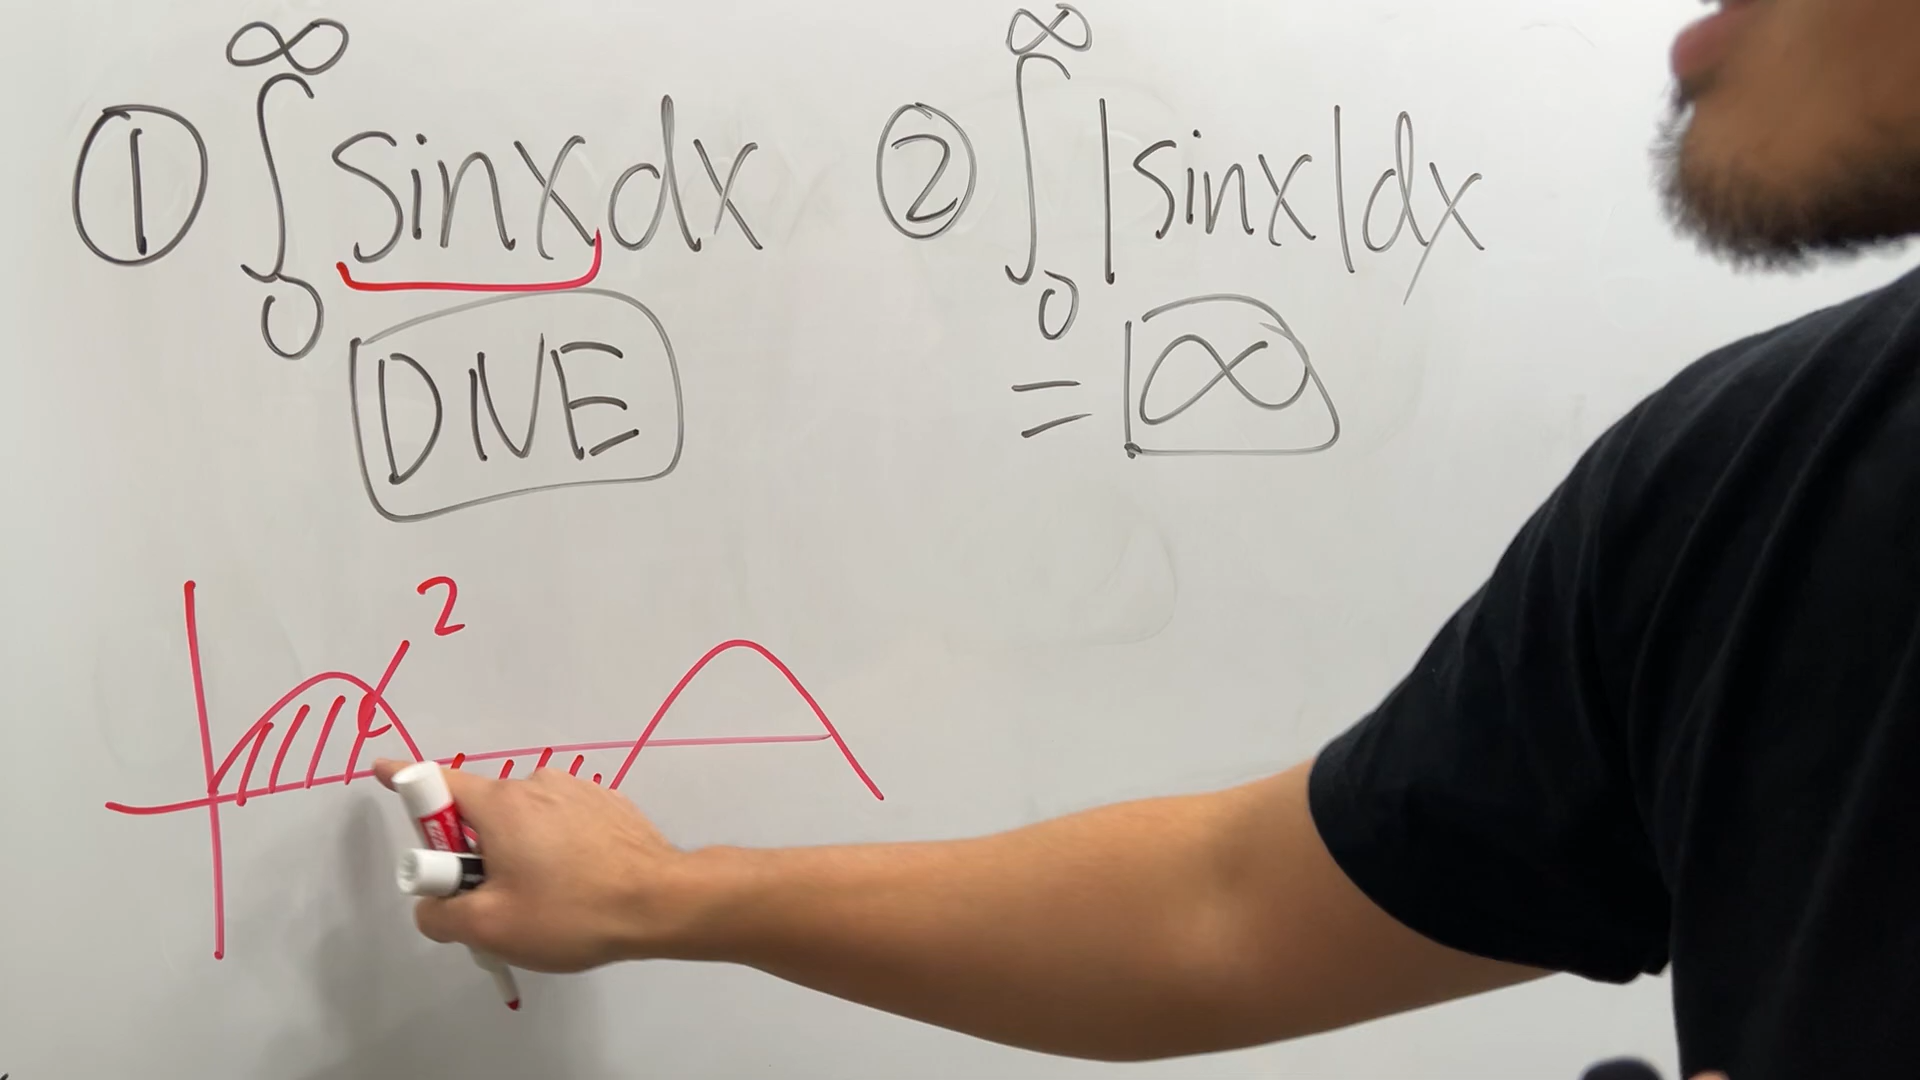 ① ∫₀^∞ sinx dx
DNE
② ∫₀^∞ |sinx| dx
= ∞
2